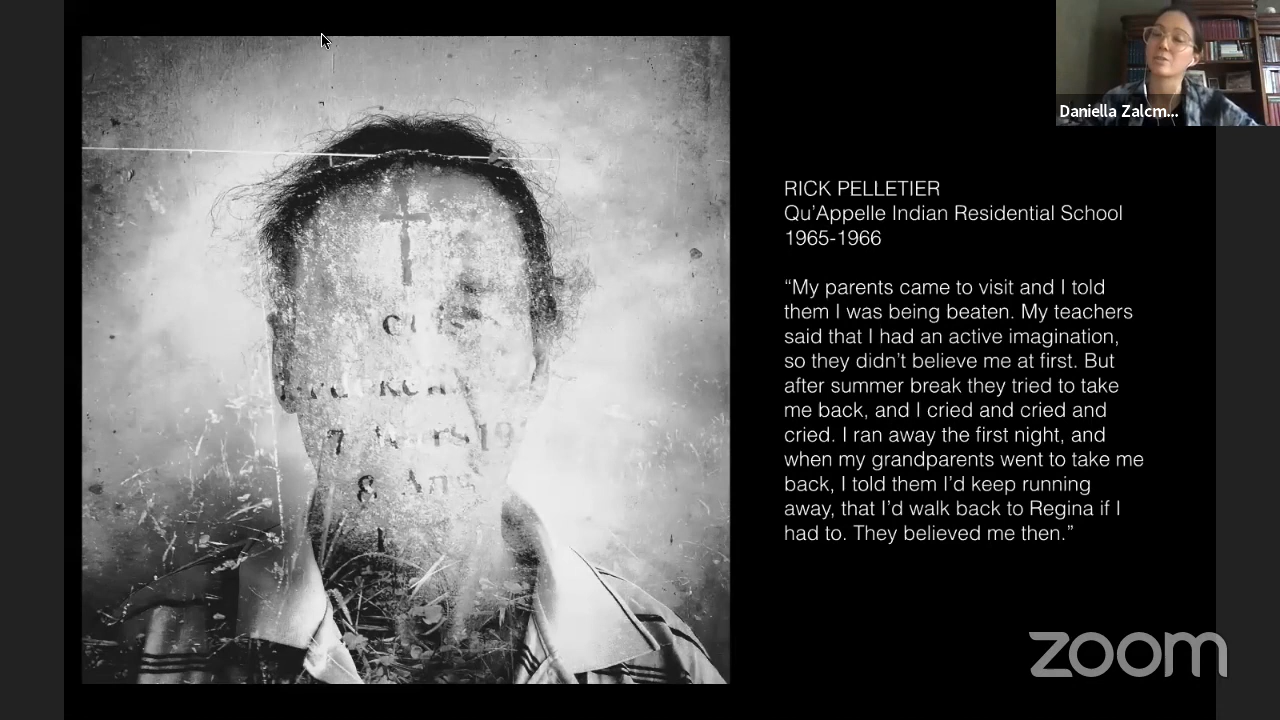 Daniella Zalcm...
RICK PELLETIER
Qu’Appelle Indian Residential School
1965-1966
“My parents came to visit and I told
them I was being beaten. My teachers
said that I had an active imagination,
so they didn’t believe me at first. But
after summer break they tried to take
me back, and I cried and cried and
cried. I ran away the first night, and
when my grandparents went to take me
back, I told them I’d keep running
away, that I’d walk back to Regina if I
had to. They believed me then.”
7
8
zoom